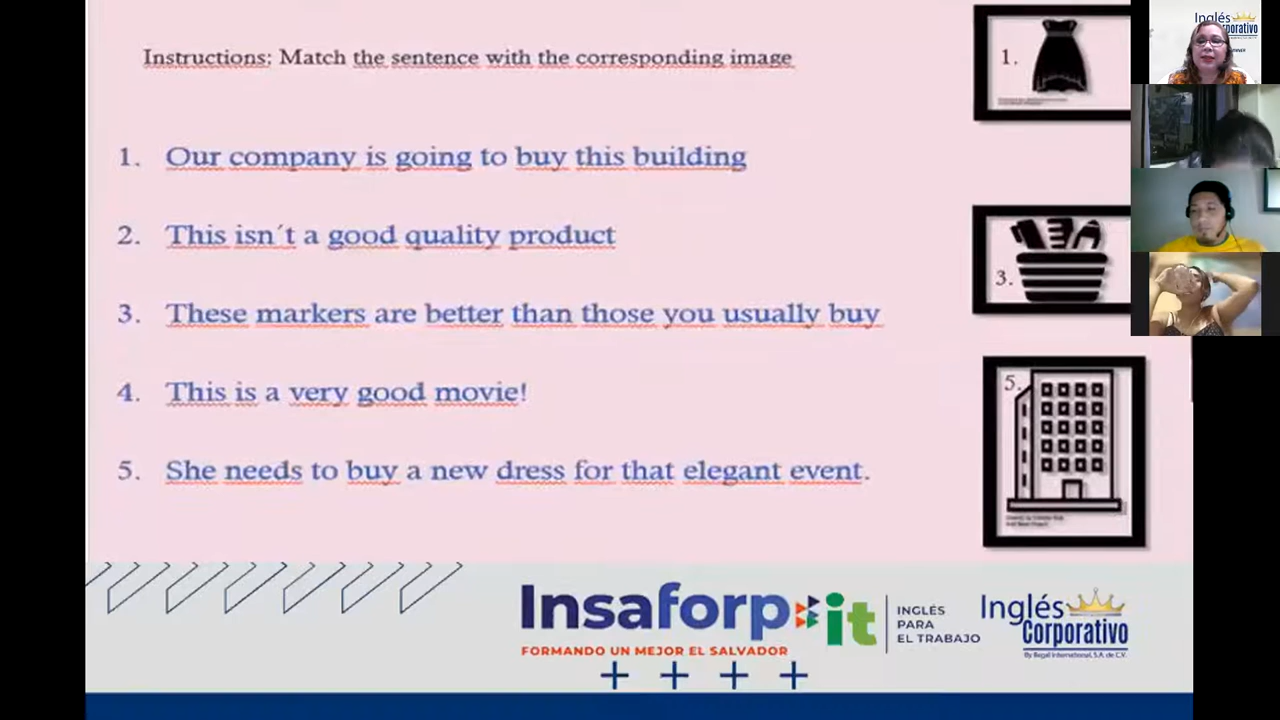 Instructions: Match the sentence with the corresponding image
1. Our company is going to buy this building
2. This isn´t a good quality product
3. These markers are better than those you usually buy
4. This is a very good movie!
5. She needs to buy a new dress for that elegant event.
1.
3.
5.
Inglés
Corporativo
Insaforp
FORMANDO UN MEJOR EL SALVADOR
it
INGLÉS
PARA
EL TRABAJO
Inglés
Corporativo
By Regal International, S.A. de C.V.